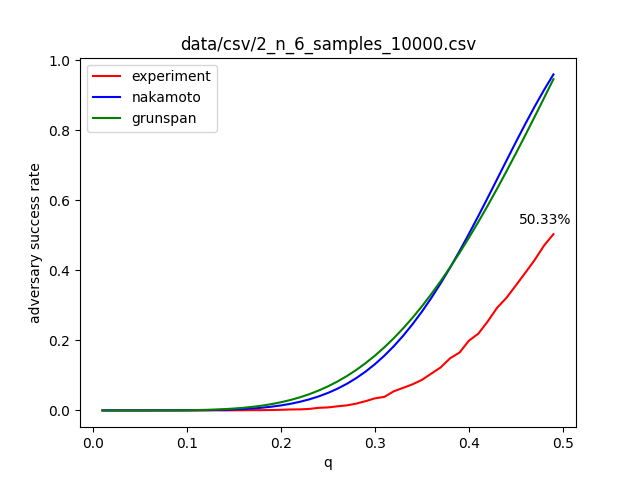 data/csv/2_n_6_samples_10000.csv
experiment
nakamoto
grunspan
50.33%
adversary success rate
1.0
0.8
0.6
0.4
0.2
0.0
0.0 0.1 0.2 0.3 0.4 0.5
q